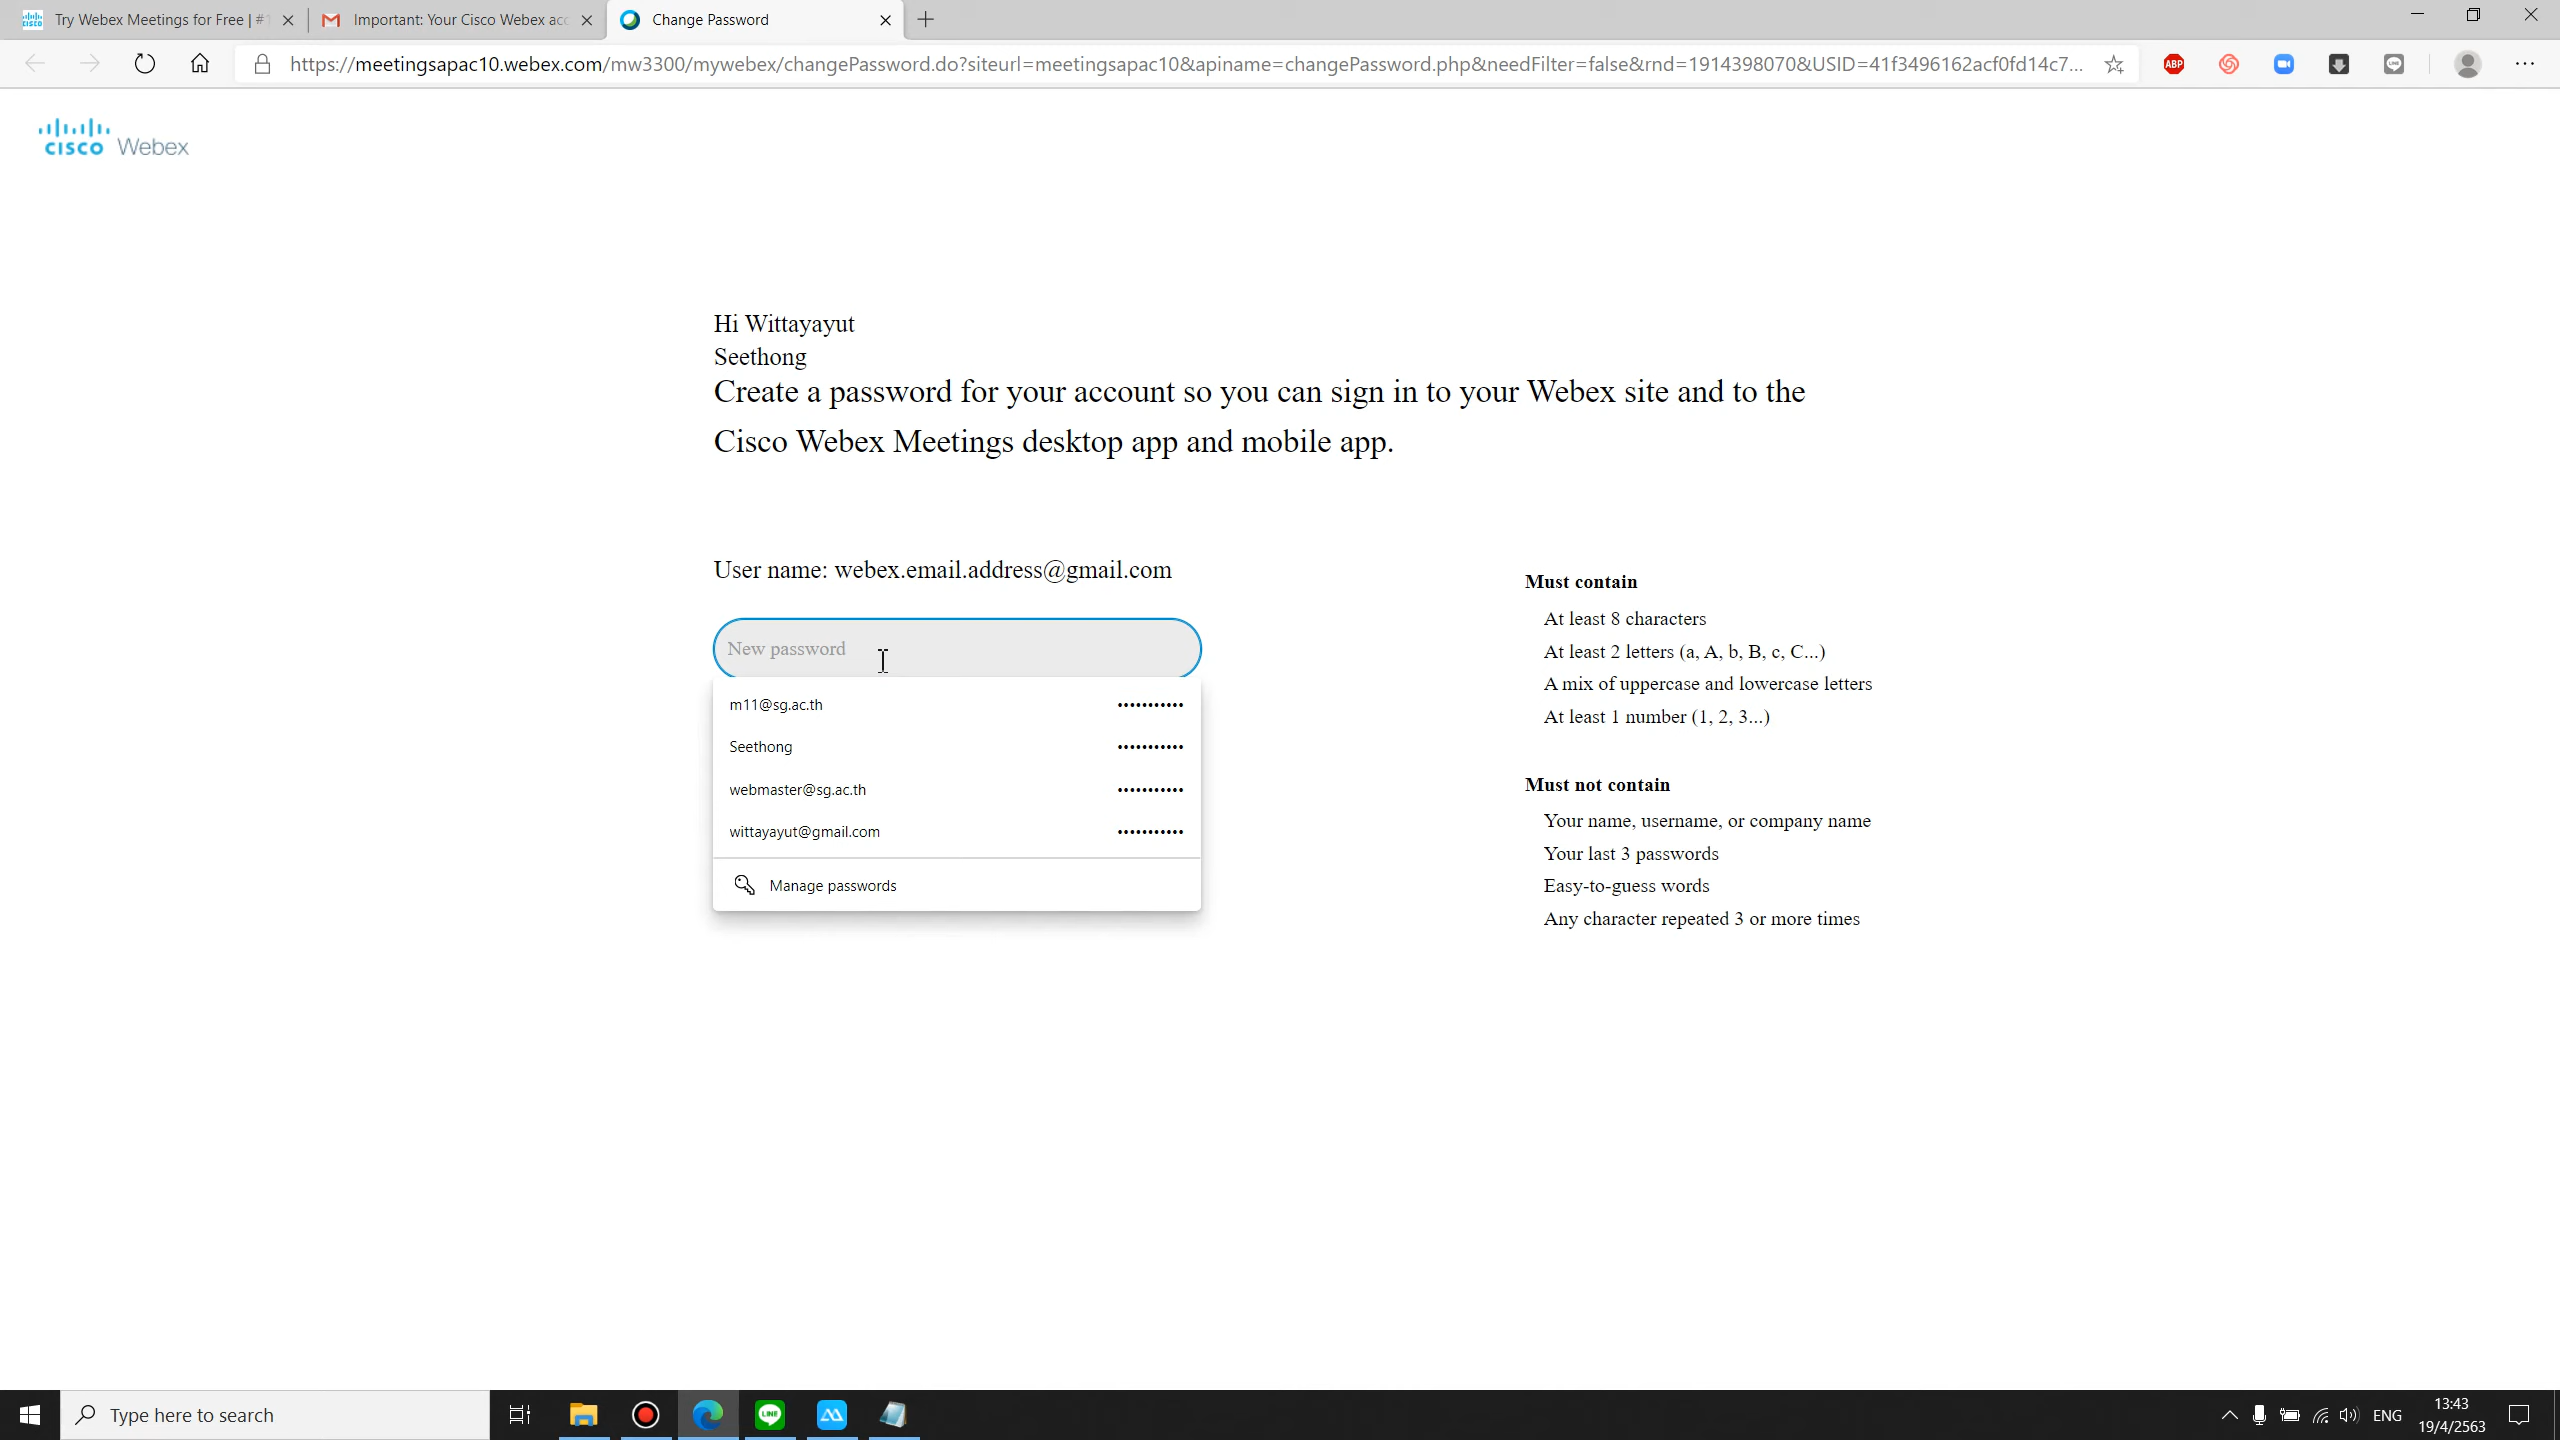 Try Webex Meetings for Free | #1
Important: Your Cisco Webex acc
Change Password
https://meetingsapac10.webex.com/mw3300/mywebex/changePassword.do?siteurl=meetingsapac10&apiname=changePassword.php&needFilter=false&rnd=1914398070&USID=41f3496162acf0fd14c7...
ABP
CISCO Webex
Hi Wittayayut
Seethong
Create a password for your account so you can sign in to your Webex site and to the
Cisco Webex Meetings desktop app and mobile app.
User name: webex.email.address@gmail.com
New password
m11@sg.ac.th •••••••••••
Seethong •••••••••••
webmaster@sg.ac.th •••••••••••
wittayayut@gmail.com •••••••••••
Manage passwords
Must contain
At least 8 characters
At least 2 letters (a, A, b, B, c, C...)
A mix of uppercase and lowercase letters
At least 1 number (1, 2, 3...)
Must not contain
Your name, username, or company name
Your last 3 passwords
Easy-to-guess words
Any character repeated 3 or more times
Type here to search
LINE
ENG
13:43
19/4/2563